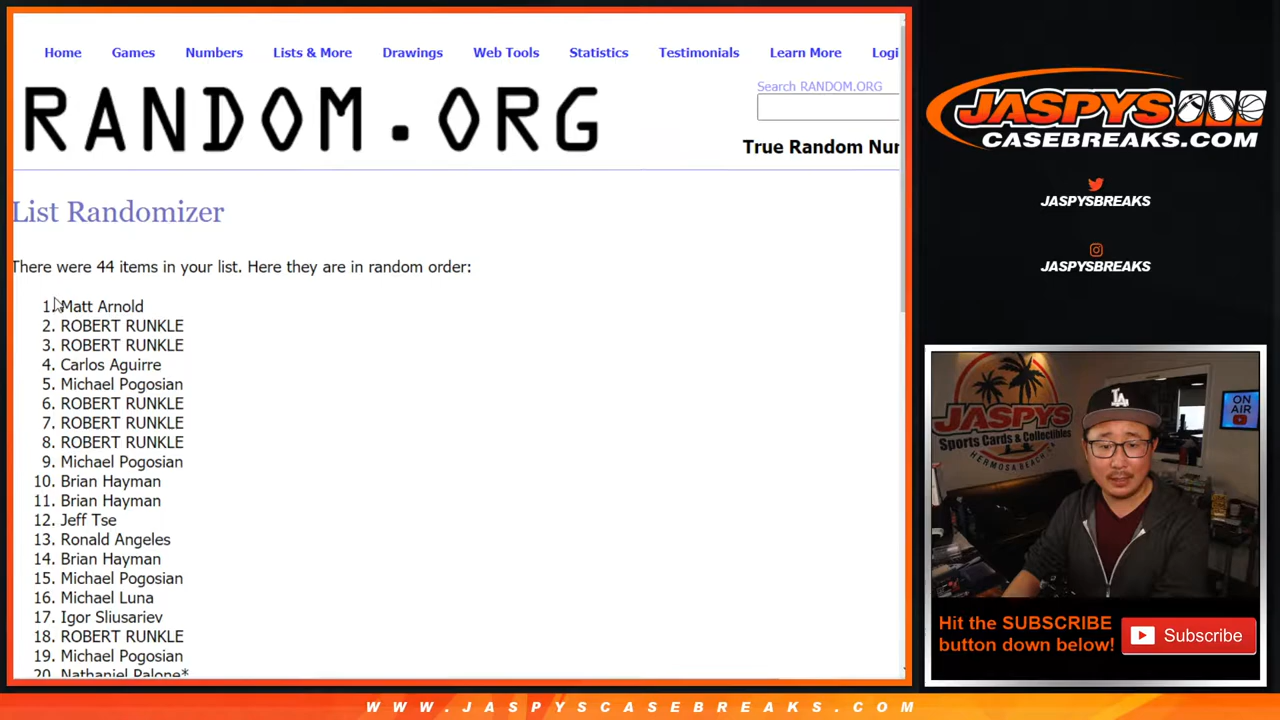 Home Games Numbers Lists & More Drawings Web Tools Statistics Testimonials Learn More Logi
Search RANDOM.ORG
RANDOM.ORG
True Random Nur
List Randomizer
There were 44 items in your list. Here they are in random order:
1. Matt Arnold
2. ROBERT RUNKLE
3. ROBERT RUNKLE
4. Carlos Aguirre
5. Michael Pogosian
6. ROBERT RUNKLE
7. ROBERT RUNKLE
8. ROBERT RUNKLE
9. Michael Pogosian
10. Brian Hayman
11. Brian Hayman
12. Jeff Tse
13. Ronald Angeles
14. Brian Hayman
15. Michael Pogosian
16. Michael Luna
17. Igor Sliusariev
18. ROBERT RUNKLE
19. Michael Pogosian
20. Nathaniel Palone*
JASPYS
CASEBREAKS.COM
JASPYSBREAKS
JASPYSBREAKS
JASPYS
Sports Cards & Collectibles
HERMOSA BEACH, CA
LA
ON
AIR
Hit the SUBSCRIBE
button down below!
Subscribe
WWW.JASPYSCASEBREAKS.COM